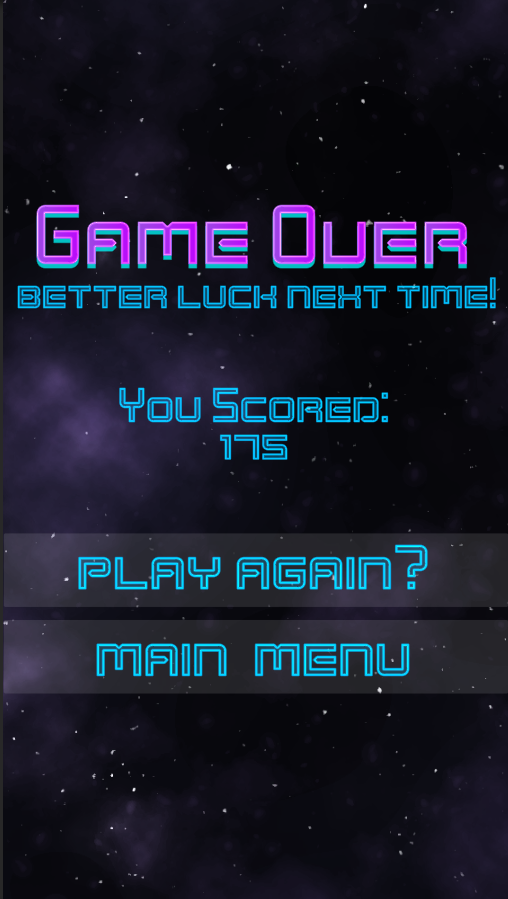 Game Over
BETTER LUCK NEXT TIME!
You Scored:
175
PLAY AGAIN?
MAIN MENU